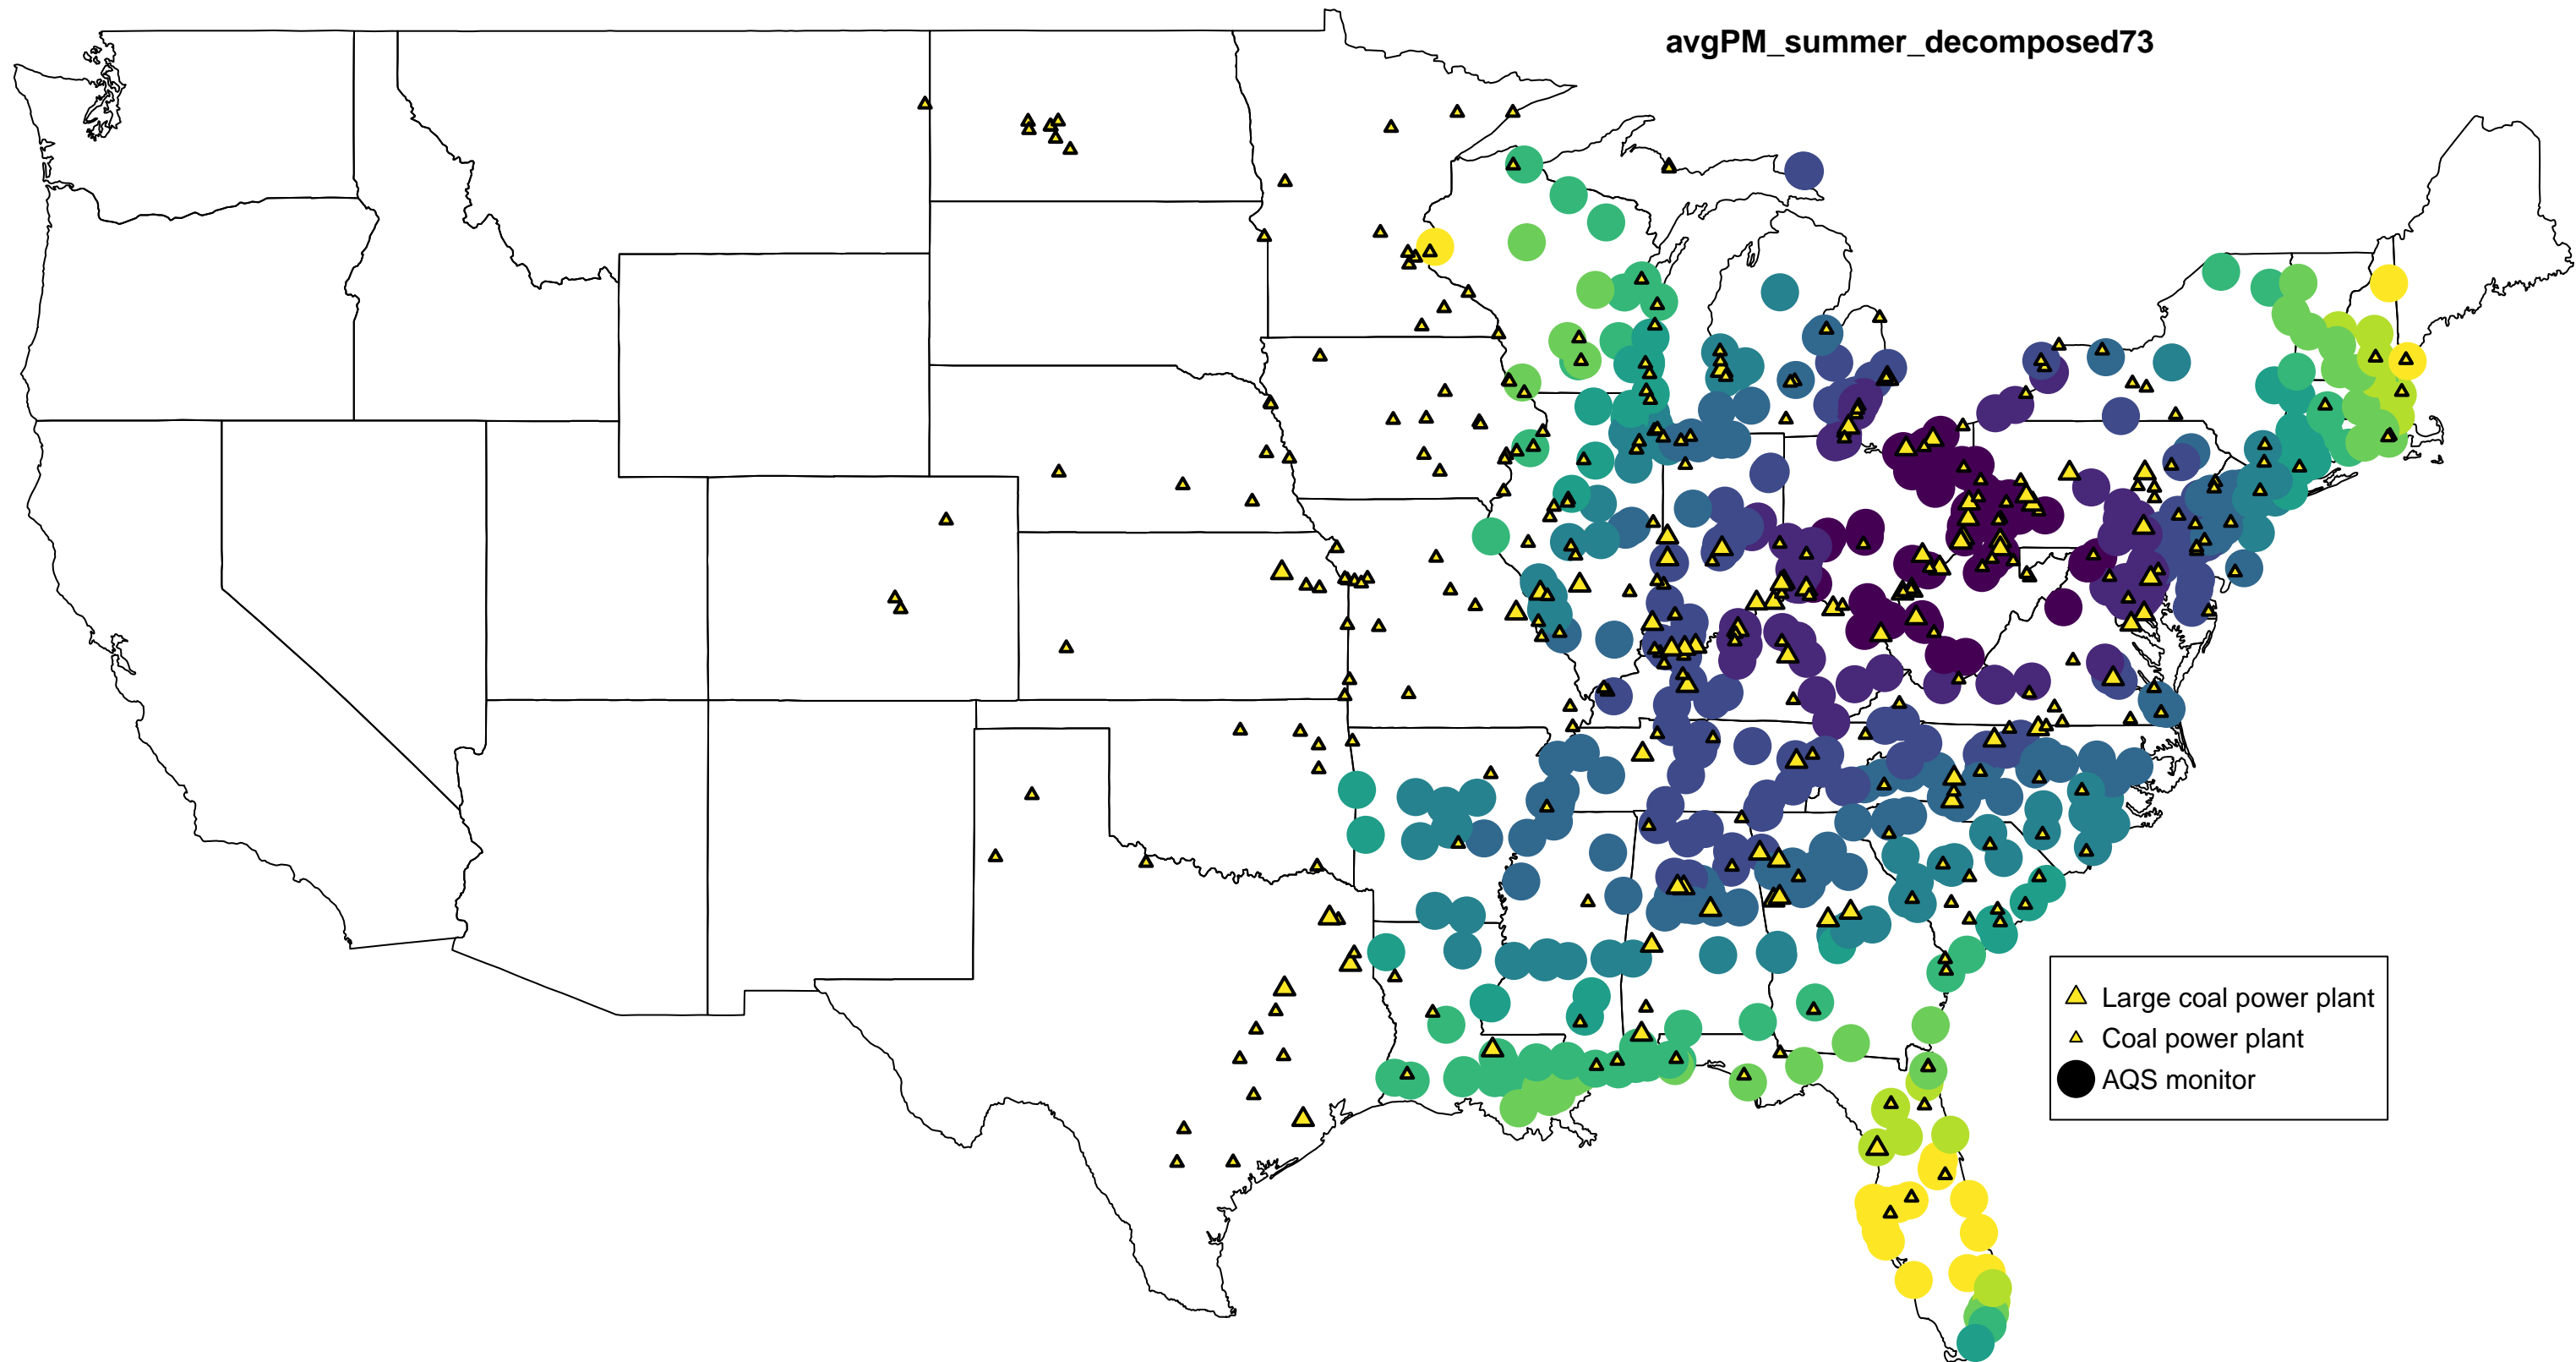 avgPM_summer_decomposed73
Large coal power plant
Coal power plant
AQS monitor